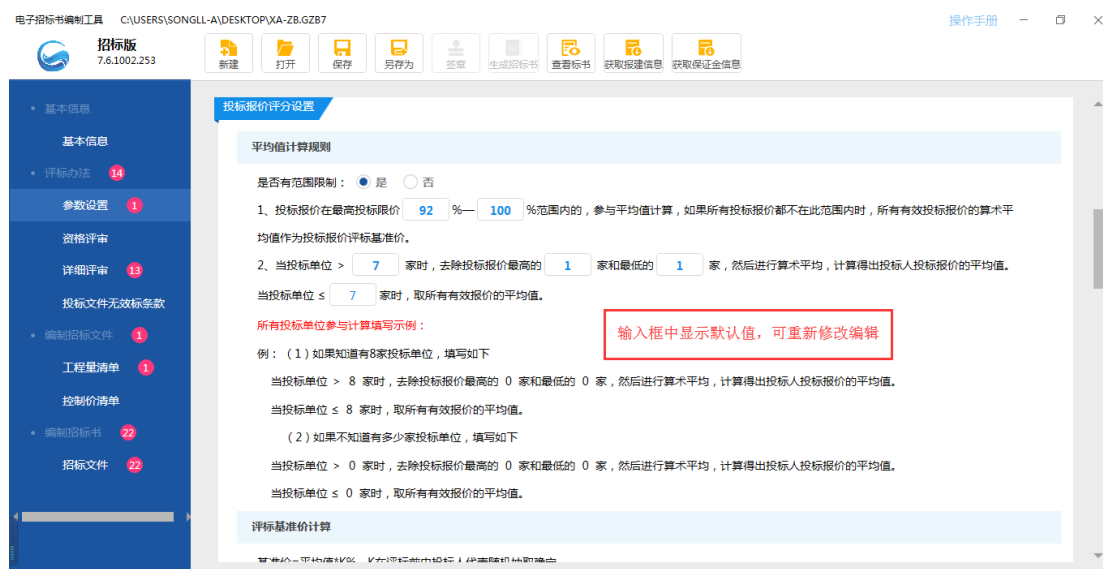 电子招标书编制工具 C:\USERS\SONGLL-A\DESKTOP\XA-ZB.GZB7 操作手册
招标版
7.6.1002.253
新建 打开 保存 另存为 签章 生成招标书 查看标书 获取报建信息 获取保证金信息
基本信息
基本信息
评标办法 14
参数设置 1
资格评审
详细评审 13
投标文件无效标条款
编制招标文件 1
工程量清单 1
控制价清单
编制招标书 22
招标文件 22
投标报价评分设置
平均值计算规则
是否有范围限制： 是 否
1、投标报价在最高投标限价 92 %— 100 %范围内的，参与平均值计算，如果所有投标报价都不在此范围内时，所有有效投标报价的算术平
均值作为投标报价评标基准价。
2、当投标单位 > 7 家时，去除投标报价最高的 1 家和最低的 1 家，然后进行算术平均，计算得出投标人投标报价的平均值。
当投标单位 ≤ 7 家时，取所有有效报价的平均值。
所有投标单位参与计算填写示例：
输入框中显示默认值，可重新修改编辑
例：（1）如果知道有8家投标单位，填写如下
当投标单位 > 8 家时，去除投标报价最高的 0 家和最低的 0 家，然后进行算术平均，计算得出投标人投标报价的平均值。
当投标单位 ≤ 8 家时，取所有有效报价的平均值。
（2）如果不知道有多少家投标单位，填写如下
当投标单位 > 0 家时，去除投标报价最高的 0 家和最低的 0 家，然后进行算术平均，计算得出投标人投标报价的平均值。
当投标单位 ≤ 0 家时，取所有有效报价的平均值。
评标基准价计算
基准价=平均值*K%，K在评标前由招标人代表随机抽取确定